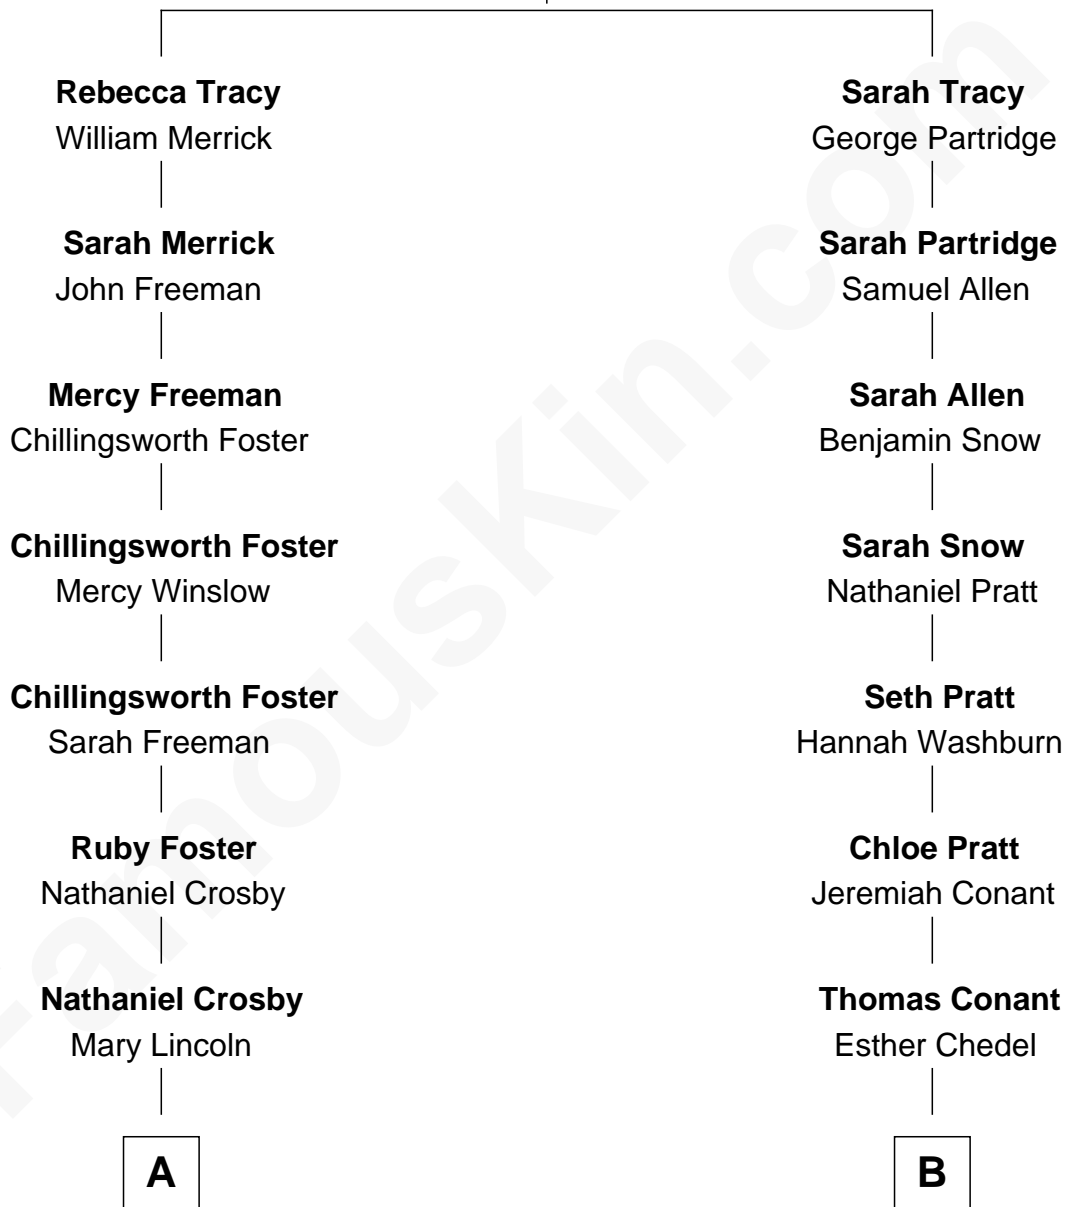 Rebecca Tracy
William Merrick
Sarah Merrick
John Freeman
Mercy Freeman
Chillingsworth Foster
Chillingsworth Foster
Mercy Winslow
Chillingsworth Foster
Sarah Freeman
Ruby Foster
Nathaniel Crosby
Nathaniel Crosby
Mary Lincoln
A
Sarah Tracy
George Partridge
Sarah Partridge
Samuel Allen
Sarah Allen
Benjamin Snow
Sarah Snow
Nathaniel Pratt
Seth Pratt
Hannah Washburn
Chloe Pratt
Jeremiah Conant
Thomas Conant
Esther Chedel
B
FamousKin.com